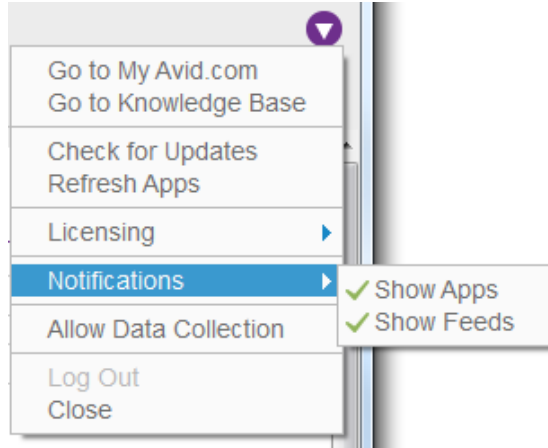 Go to My Avid.com
Go to Knowledge Base
Check for Updates
Refresh Apps
Licensing
Notifications
Show Apps
Show Feeds
Allow Data Collection
Log Out
Close